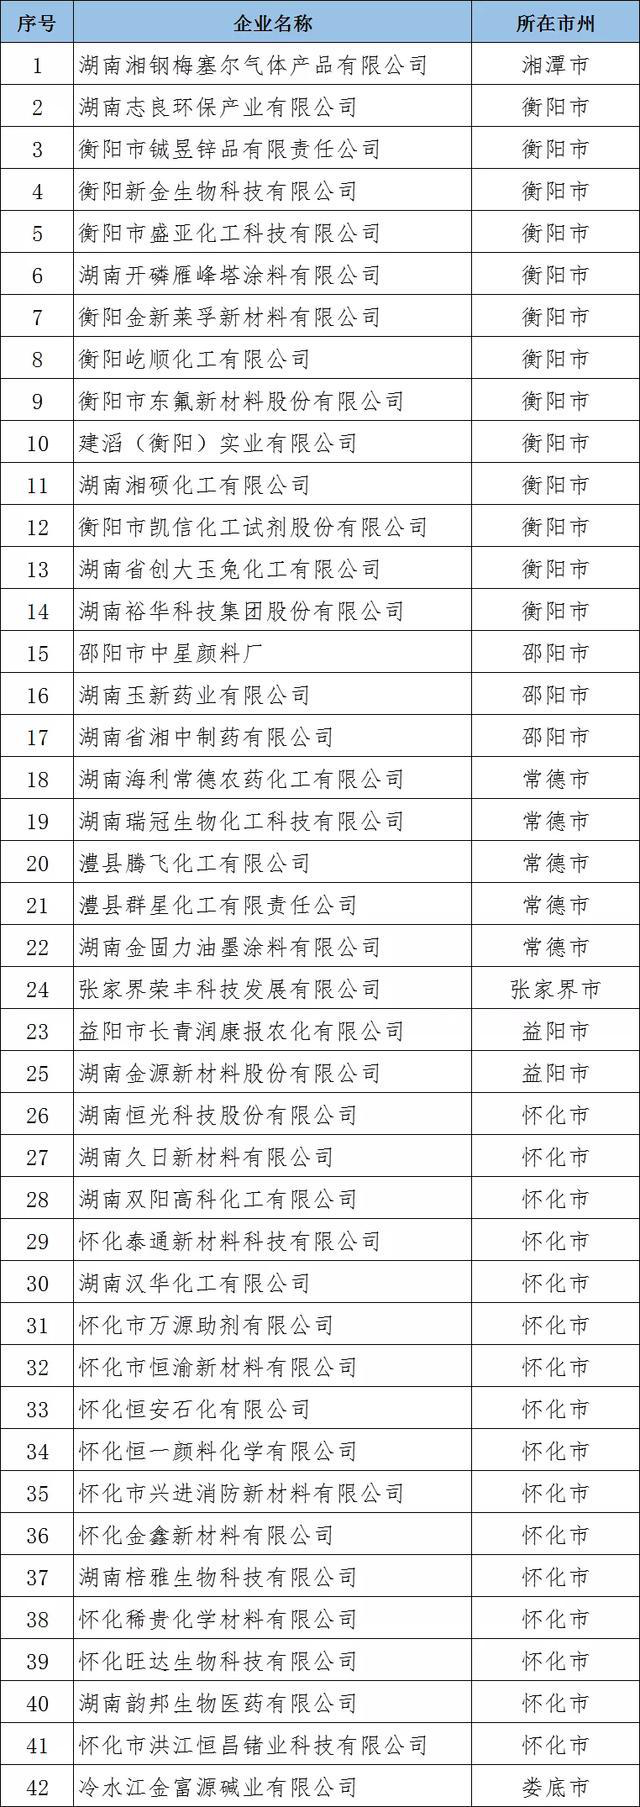 序号 企业名称 所在市州
1 湖南湘钢梅塞尔气体产品有限公司 湘潭市
2 湖南志良环保产业有限公司 衡阳市
3 衡阳市钺昱锌品有限责任公司 衡阳市
4 衡阳新金生物科技有限公司 衡阳市
5 衡阳市盛亚化工科技有限公司 衡阳市
6 湖南开磷雁峰塔涂料有限公司 衡阳市
7 衡阳金新莱孚新材料有限公司 衡阳市
8 衡阳屹顺化工有限公司 衡阳市
9 衡阳市东氟新材料股份有限公司 衡阳市
10 建滔（衡阳）实业有限公司 衡阳市
11 湖南湘硕化工有限公司 衡阳市
12 衡阳市凯信化工试剂股份有限公司 衡阳市
13 湖南省创大玉兔化工有限公司 衡阳市
14 湖南裕华科技集团股份有限公司 衡阳市
15 邵阳市中星颜料厂 邵阳市
16 湖南玉新药业有限公司 邵阳市
17 湖南省湘中制药有限公司 邵阳市
18 湖南海利常德农药化工有限公司 常德市
19 湖南瑞冠生物化工科技有限公司 常德市
20 澧县腾飞化工有限公司 常德市
21 澧县群星化工有限责任公司 常德市
22 湖南金固力油墨涂料有限公司 常德市
24 张家界荣丰科技发展有限公司 张家界市
23 益阳市长青润康报农化有限公司 益阳市
25 湖南金源新材料股份有限公司 益阳市
26 湖南恒光科技股份有限公司 怀化市
27 湖南久日新材料有限公司 怀化市
28 湖南双阳高科化工有限公司 怀化市
29 怀化泰通新材料科技有限公司 怀化市
30 湖南汉华化工有限公司 怀化市
31 怀化市万源助剂有限公司 怀化市
32 怀化市恒渝新材料有限公司 怀化市
33 怀化恒安石化有限公司 怀化市
34 怀化恒一颜料化学有限公司 怀化市
35 怀化市兴进消防新材料有限公司 怀化市
36 怀化金鑫新材料有限公司 怀化市
37 湖南棓雅生物科技有限公司 怀化市
38 怀化稀贵化学材料有限公司 怀化市
39 怀化旺达生物科技有限公司 怀化市
40 湖南韵邦生物医药有限公司 怀化市
41 怀化市洪江恒昌锗业科技有限公司 怀化市
42 冷水江金富源碱业有限公司 娄底市